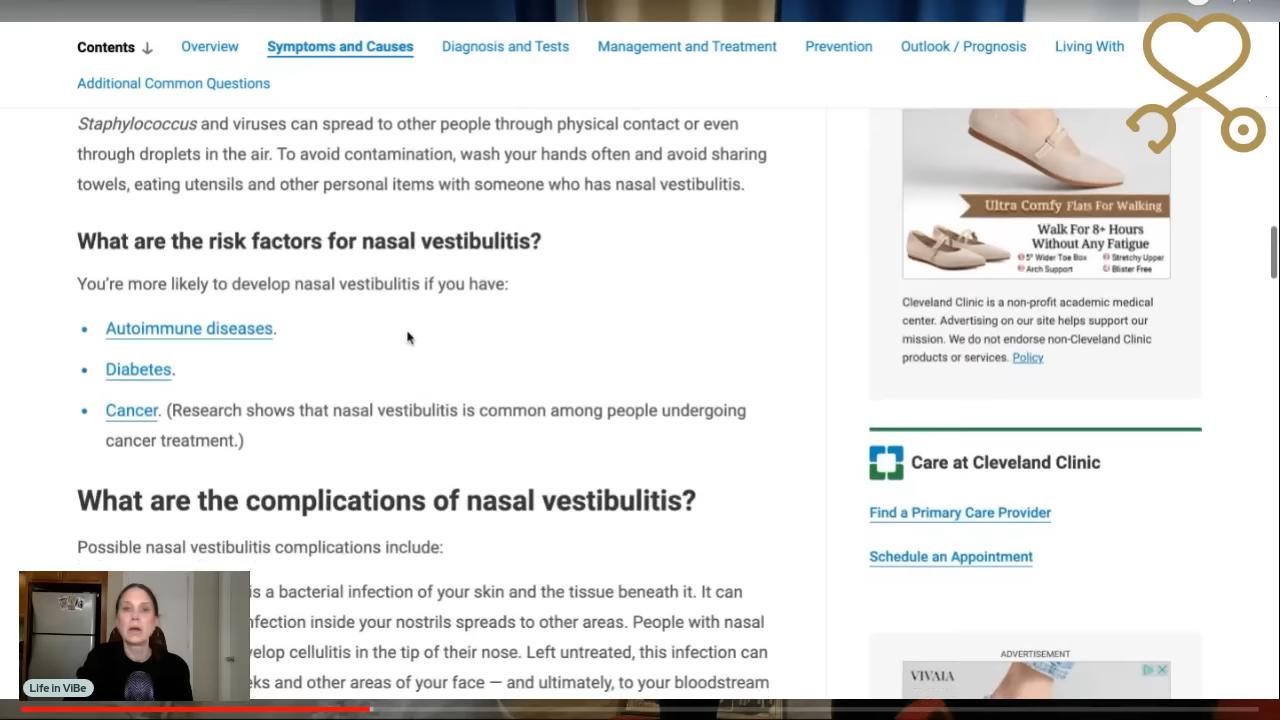 Contents ↓ Overview Symptoms and Causes Diagnosis and Tests Management and Treatment Prevention Outlook / Prognosis Living With
Additional Common Questions
Staphylococcus and viruses can spread to other people through physical contact or even
through droplets in the air. To avoid contamination, wash your hands often and avoid sharing
towels, eating utensils and other personal items with someone who has nasal vestibulitis.
What are the risk factors for nasal vestibulitis?
You’re more likely to develop nasal vestibulitis if you have:
• Autoimmune diseases.
• Diabetes.
• Cancer. (Research shows that nasal vestibulitis is common among people undergoing
cancer treatment.)
What are the complications of nasal vestibulitis?
Possible nasal vestibulitis complications include:
is a bacterial infection of your skin and the tissue beneath it. It can
nfection inside your nostrils spreads to other areas. People with nasal
velop cellulitis in the tip of their nose. Left untreated, this infection can
ks and other areas of your face — and ultimately, to your bloodstream
Life in ViBe
Ultra Comfy Flats For Walking
Walk For 8+ Hours
Without Any Fatigue
5° Wider Toe Box Stretchy Upper
Arch Support Blister Free
Cleveland Clinic is a non-profit academic medical
center. Advertising on our site helps support our
mission. We do not endorse non-Cleveland Clinic
products or services. Policy
Care at Cleveland Clinic
Find a Primary Care Provider
Schedule an Appointment
ADVERTISEMENT
VIVAIA